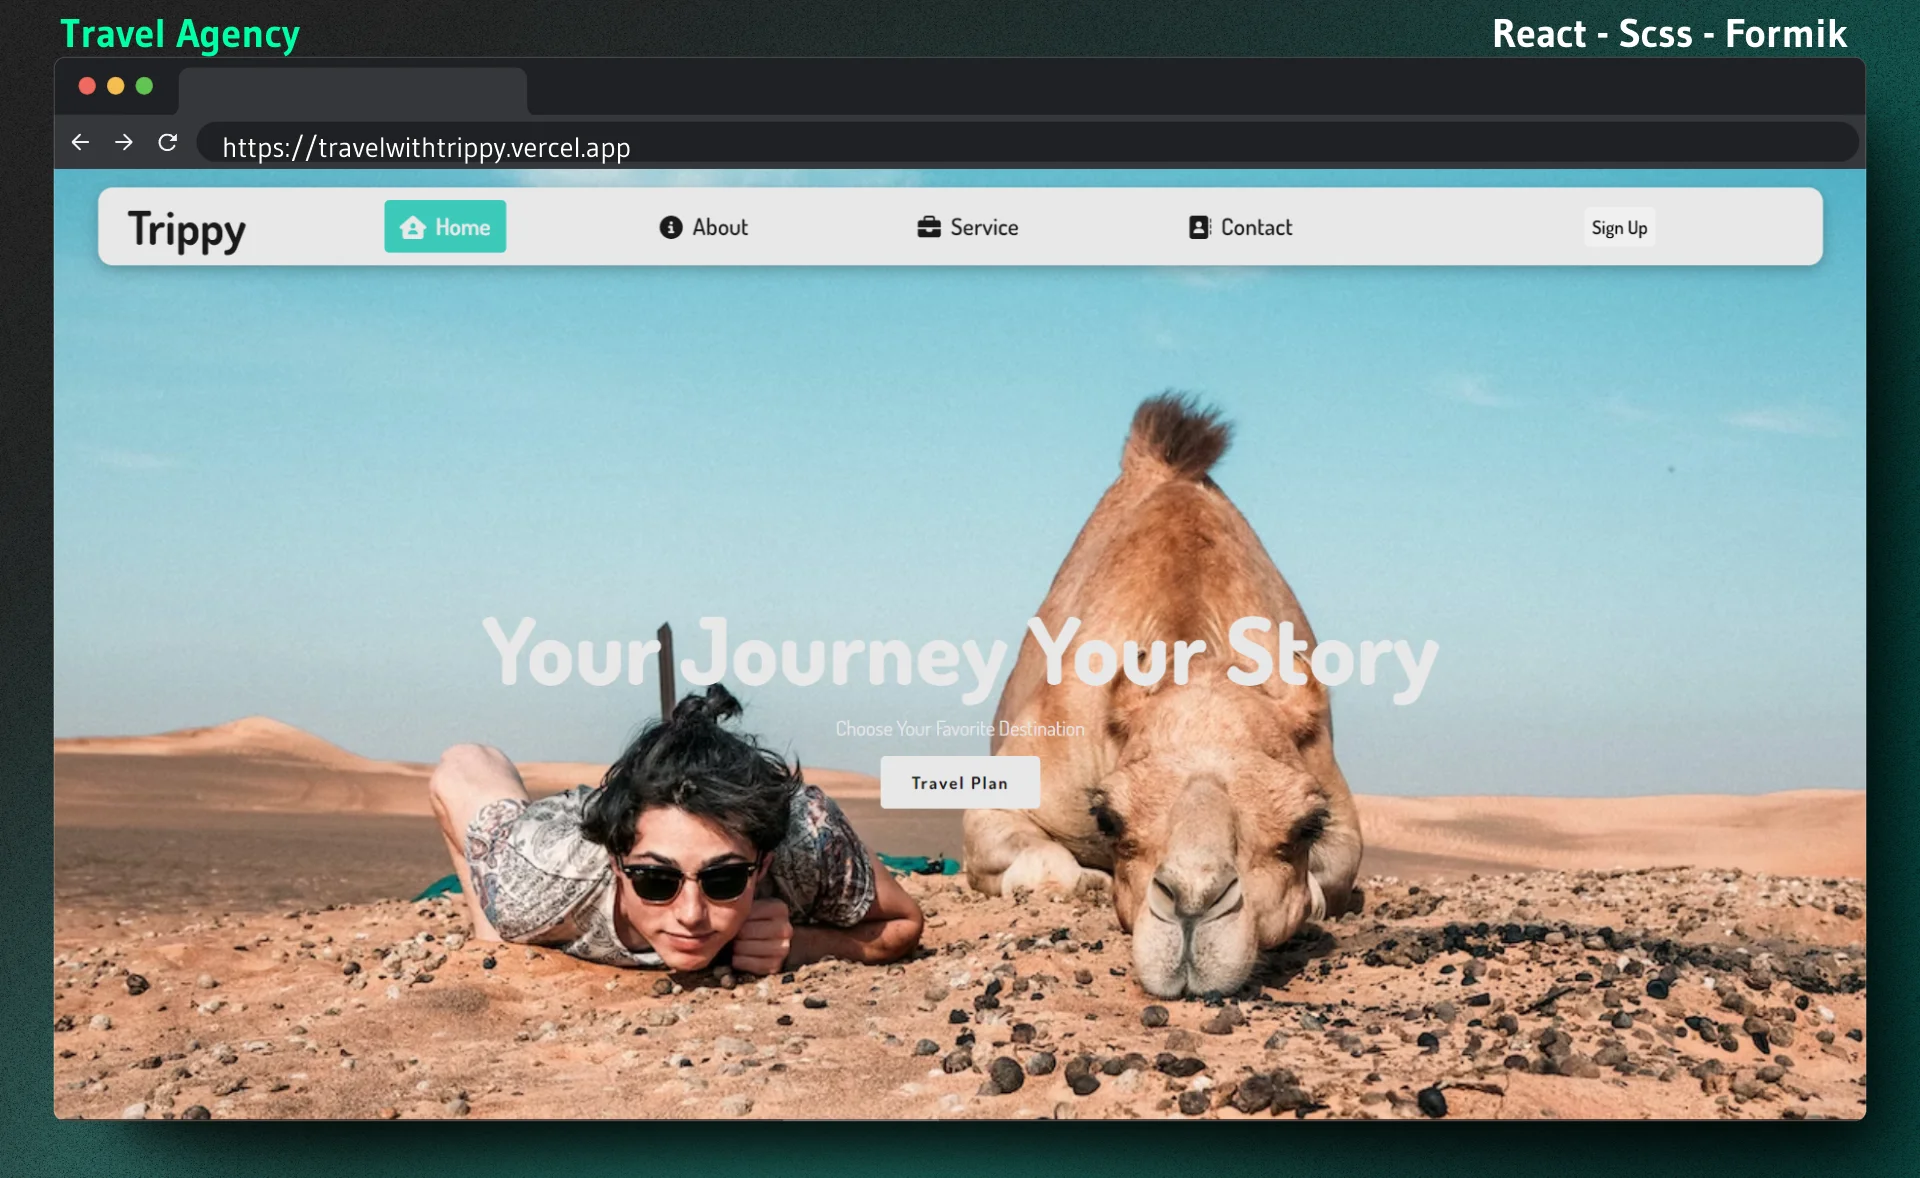 Travel Agency
React - Scss - Formik
https://travelwithtrippy.vercel.app
Trippy
Home
About
Service
Contact
Sign Up
Your Journey Your Story
Choose Your Favorite Destination
Travel Plan